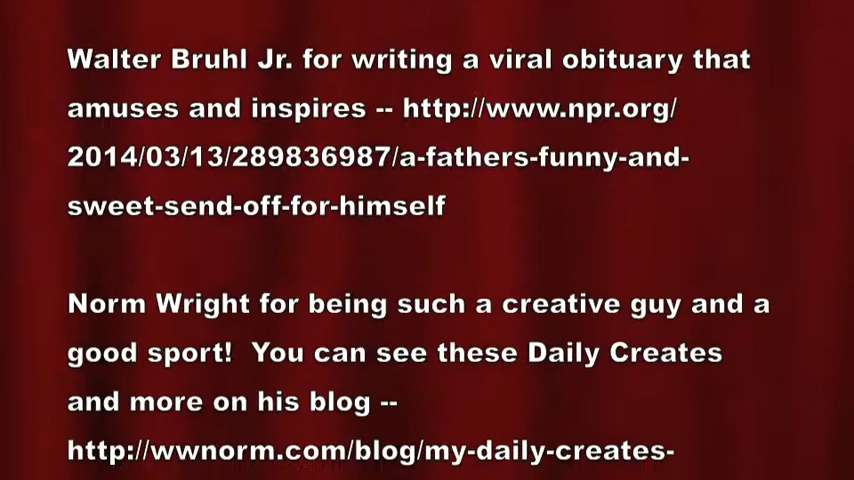 Walter Bruhl Jr. for writing a viral obituary that
amuses and inspires -- http://www.npr.org/
2014/03/13/289836987/a-fathers-funny-and-
sweet-send-off-for-himself
Norm Wright for being such a creative guy and a
good sport!  You can see these Daily Creates
and more on his blog --
http://wwnorm.com/blog/my-daily-creates-